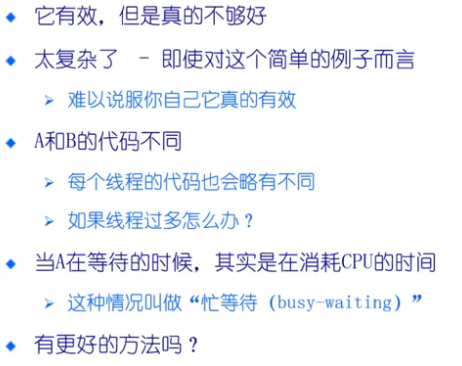 它有效，但是真的不够好
太复杂了 - 即使对这个简单的例子而言
难以说服你自己它真的有效
A和B的代码不同
每个线程的代码也会略有不同
如果线程过多怎么办？
当A在等待的时候，其实是在消耗CPU的时间
这种情况叫做“忙等待（busy-waiting）”
有更好的方法吗？